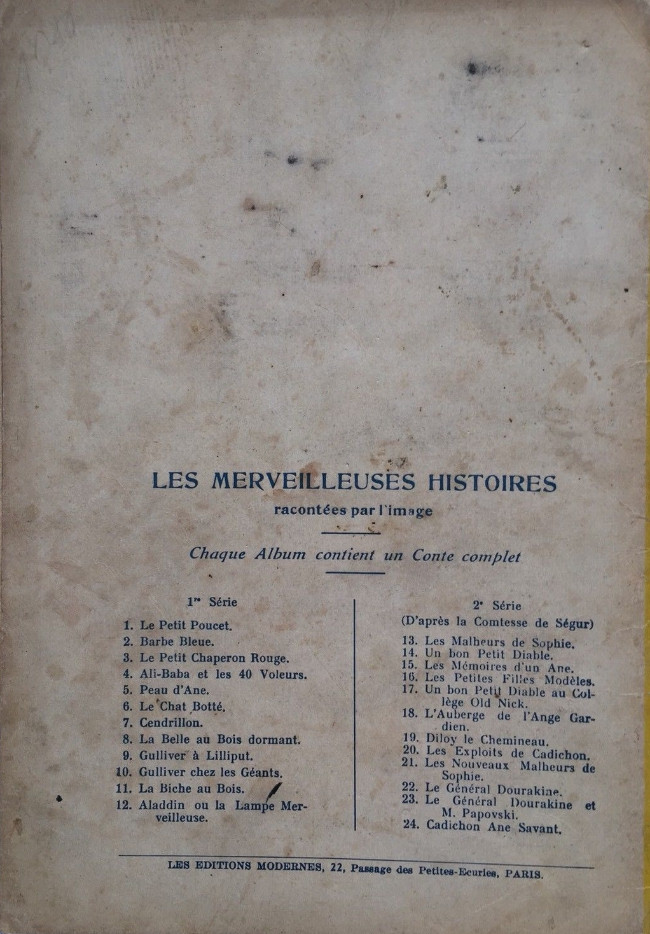 LES MERVEILLEUSES HISTOIRES
racontées par l'image
Chaque Album contient un Conte complet
1re Série
1. Le Petit Poucet.
2. Barbe Bleue.
3. Le Petit Chaperon Rouge.
4. Ali-Baba et les 40 Voleurs.
5. Peau d'Ane.
6. Le Chat Botté.
7. Cendrillon.
8. La Belle au Bois dormant.
9. Gulliver à Lilliput.
10. Gulliver chez les Géants.
11. La Biche au Bois.
12. Aladdin ou la Lampe Mer-
veilleuse.
2e Série
(D'après la Comtesse de Ségur)
13. Les Malheurs de Sophie.
14. Un bon Petit Diable.
15. Les Mémoires d'un Ane.
16. Les Petites Filles Modèles.
17. Un bon Petit Diable au Col-
lège Old Nick.
18. L'Auberge de l'Ange Gar-
dien.
19. Diloy le Chemineau.
20. Les Exploits de Cadichon.
21. Les Nouveaux Malheurs de
Sophie.
22. Le Général Dourakine.
23. Le Général Dourakine et
M. Papovski.
24. Cadichon Ane Savant.
LES EDITIONS MODERNES, 22, Passage des Petites-Ecuries, PARIS.